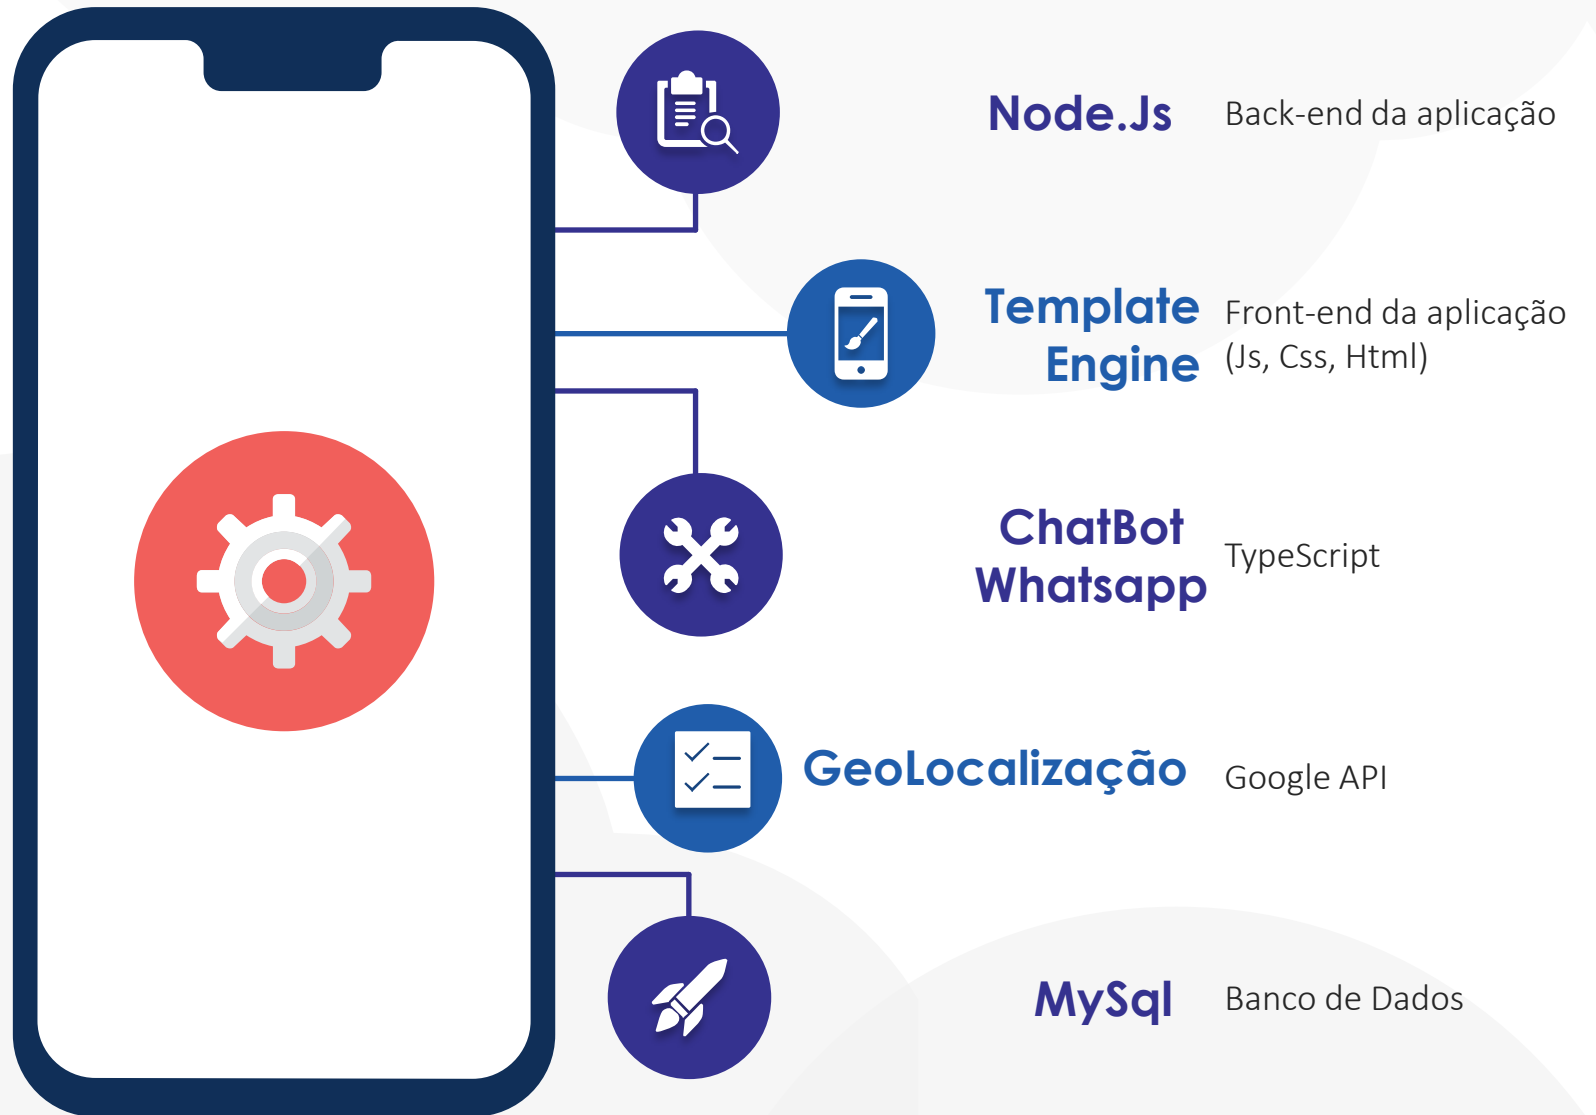 Node.Js
Back-end da aplicação
Template
Engine
Front-end da aplicação
(Js, Css, Html)
ChatBot
Whatsapp
TypeScript
GeoLocalização
Google API
MySql
Banco de Dados